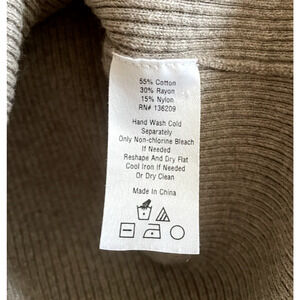 55% Cotton
30% Rayon
15% Nylon
RN# 136209
Hand Wash Cold
Separately
Only Non-chlorine Bleach
If Needed
Reshape And Dry Flat
Cool Iron If Needed
Or Dry Clean
Made In China